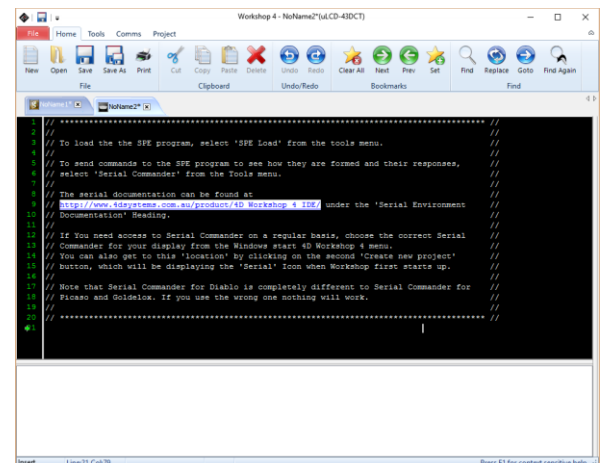 Workshop 4 - NoName2*(uLCD-43DCT)
File Home Tools Comms Project
New Open Save Save As Print Cut Copy Paste Delete Undo Redo Clear All Next Prev Set Find Replace Goto Find Again
File Clipboard Undo/Redo Bookmarks Find
NoName1* NoName2*
1 // **************************************************************************************** //
2 // //
3 // To load the the SPE program, select 'SPE Load' from the tools menu. //
4 // //
5 // To send commands to the SPE program to see how they are formed and their responses, //
6 // select 'Serial Commander' from the Tools menu. //
7 // //
8 // The serial documentation can be found at //
9 // http://www.4dsystems.com.au/product/4D Workshop 4 IDE/ under the 'Serial Environment //
10 // Documentation' Heading. //
11 // //
12 // If You need access to Serial Commander on a regular basis, choose the correct Serial //
13 // Commander for your display from the Windows start 4D Workshop 4 menu. //
14 // You can also get to this 'location' by clicking on the second 'Create new project' //
15 // button, which will be displaying the 'Serial' Icon when Workshop first starts up. //
16 // //
17 // Note that Serial Commander for Diablo is completely different to Serial Commander for //
18 // Picaso and Goldelox. If you use the wrong one nothing will work. //
19 // //
20 // **************************************************************************************** //
21
Insert Line:21 Col:79 Press F1 for context sensitive help